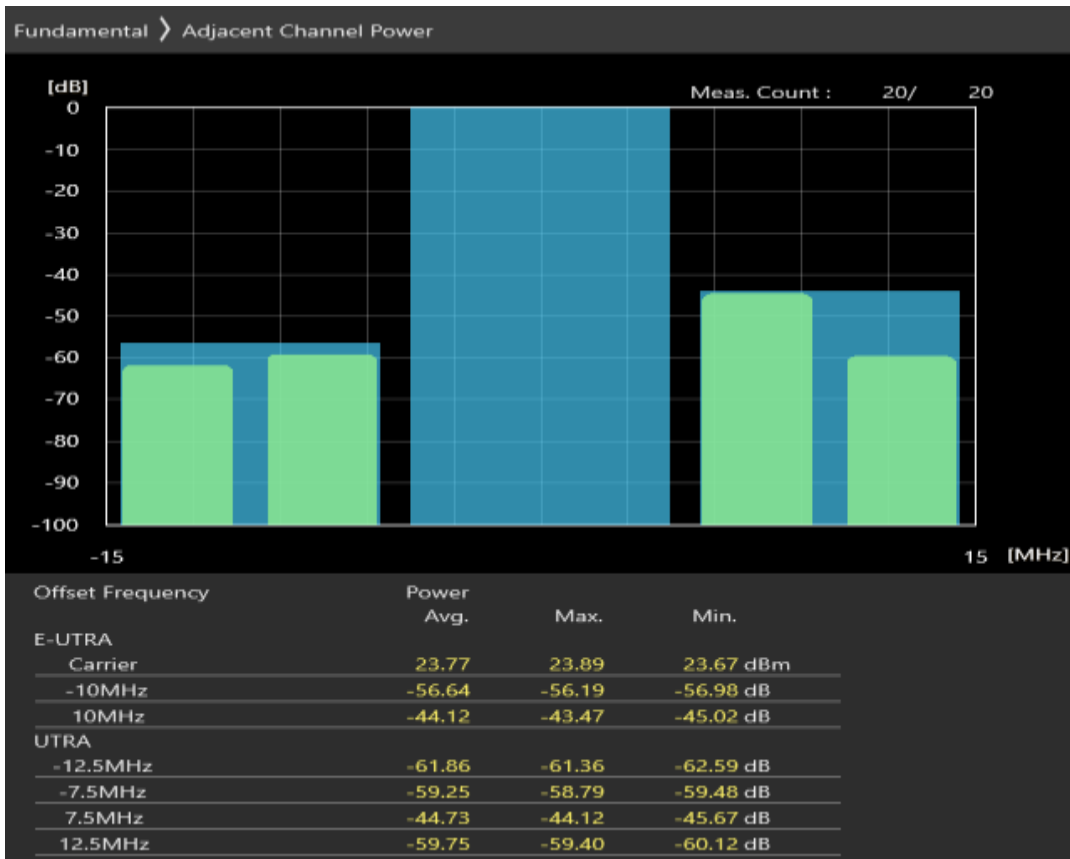 Fundamental 〉 Adjacent Channel Power
[dB]
Meas. Count : 20/ 20
0
-10
-20
-30
-40
-50
-60
-70
-80
-90
-100
-15 15 [MHz]
Offset Frequency Power
Avg. Max. Min.
E-UTRA
Carrier 23.77 23.89 23.67 dBm
-10MHz -56.64 -56.19 -56.98 dB
10MHz -44.12 -43.47 -45.02 dB
UTRA
-12.5MHz -61.86 -61.36 -62.59 dB
-7.5MHz -59.25 -58.79 -59.48 dB
7.5MHz -44.73 -44.12 -45.67 dB
12.5MHz -59.75 -59.40 -60.12 dB